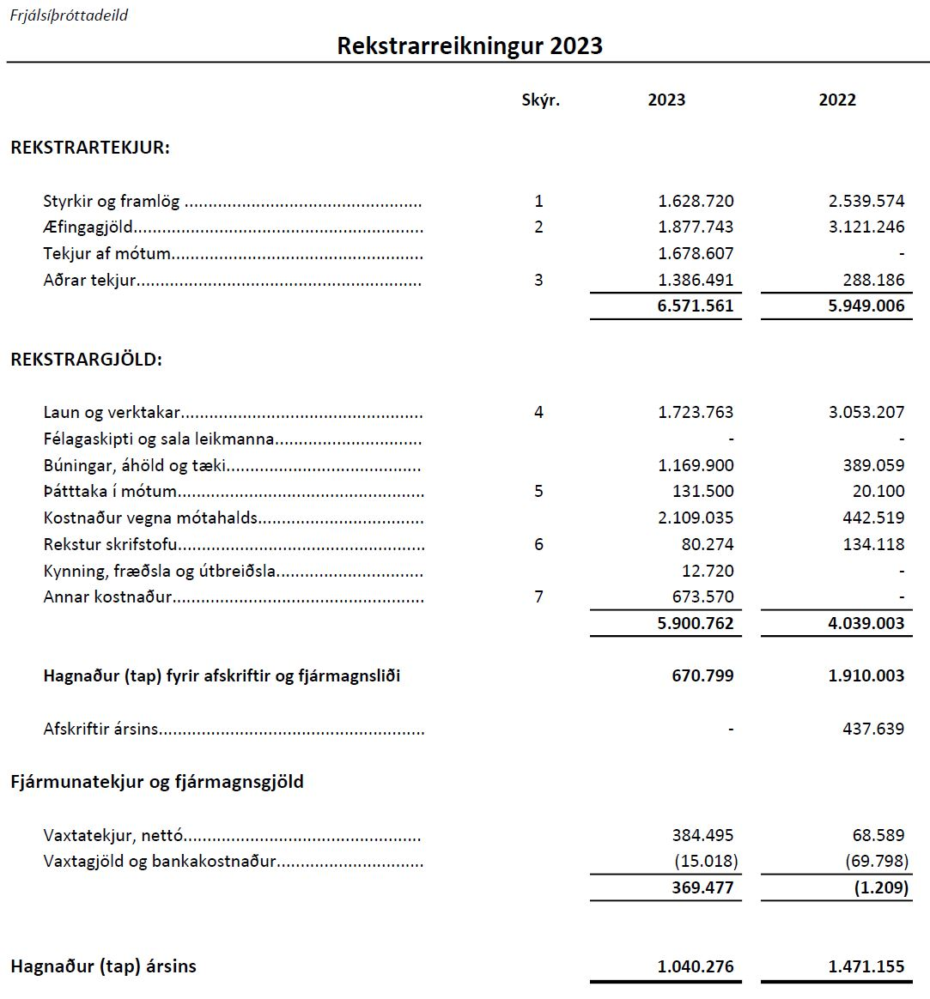 Frjálsíþróttadeild
Rekstrarreikningur 2023
Skýr. 2023 2022
REKSTRARTEKJUR:
Styrkir og framlög .................................................. 1 1.628.720 2.539.574
Æfingagjöld............................................................. 2 1.877.743 3.121.246
Tekjur af mótum..................................................... 1.678.607 -
Aðrar tekjur............................................................ 3 1.386.491 288.186
6.571.561 5.949.006
REKSTRARGJÖLD:
Laun og verktakar................................................... 4 1.723.763 3.053.207
Félagaskipti og sala leikmanna............................... - -
Búningar, áhöld og tæki......................................... 1.169.900 389.059
Þátttaka í mótum.................................................... 5 131.500 20.100
Kostnaður vegna mótahalds................................... 2.109.035 442.519
Rekstur skrifstofu.................................................... 6 80.274 134.118
Kynning, fræðsla og útbreiðsla............................... 12.720 -
Annar kostnaður..................................................... 7 673.570 -
5.900.762 4.039.003
Hagnaður (tap) fyrir afskriftir og fjármagnsliði 670.799 1.910.003
Afskriftir ársins........................................................ - 437.639
Fjármunatekjur og fjármagnsgjöld
Vaxtatekjur, nettó.................................................. 384.495 68.589
Vaxtagjöld og bankakostnaður............................... (15.018) (69.798)
369.477 (1.209)
Hagnaður (tap) ársins 1.040.276 1.471.155